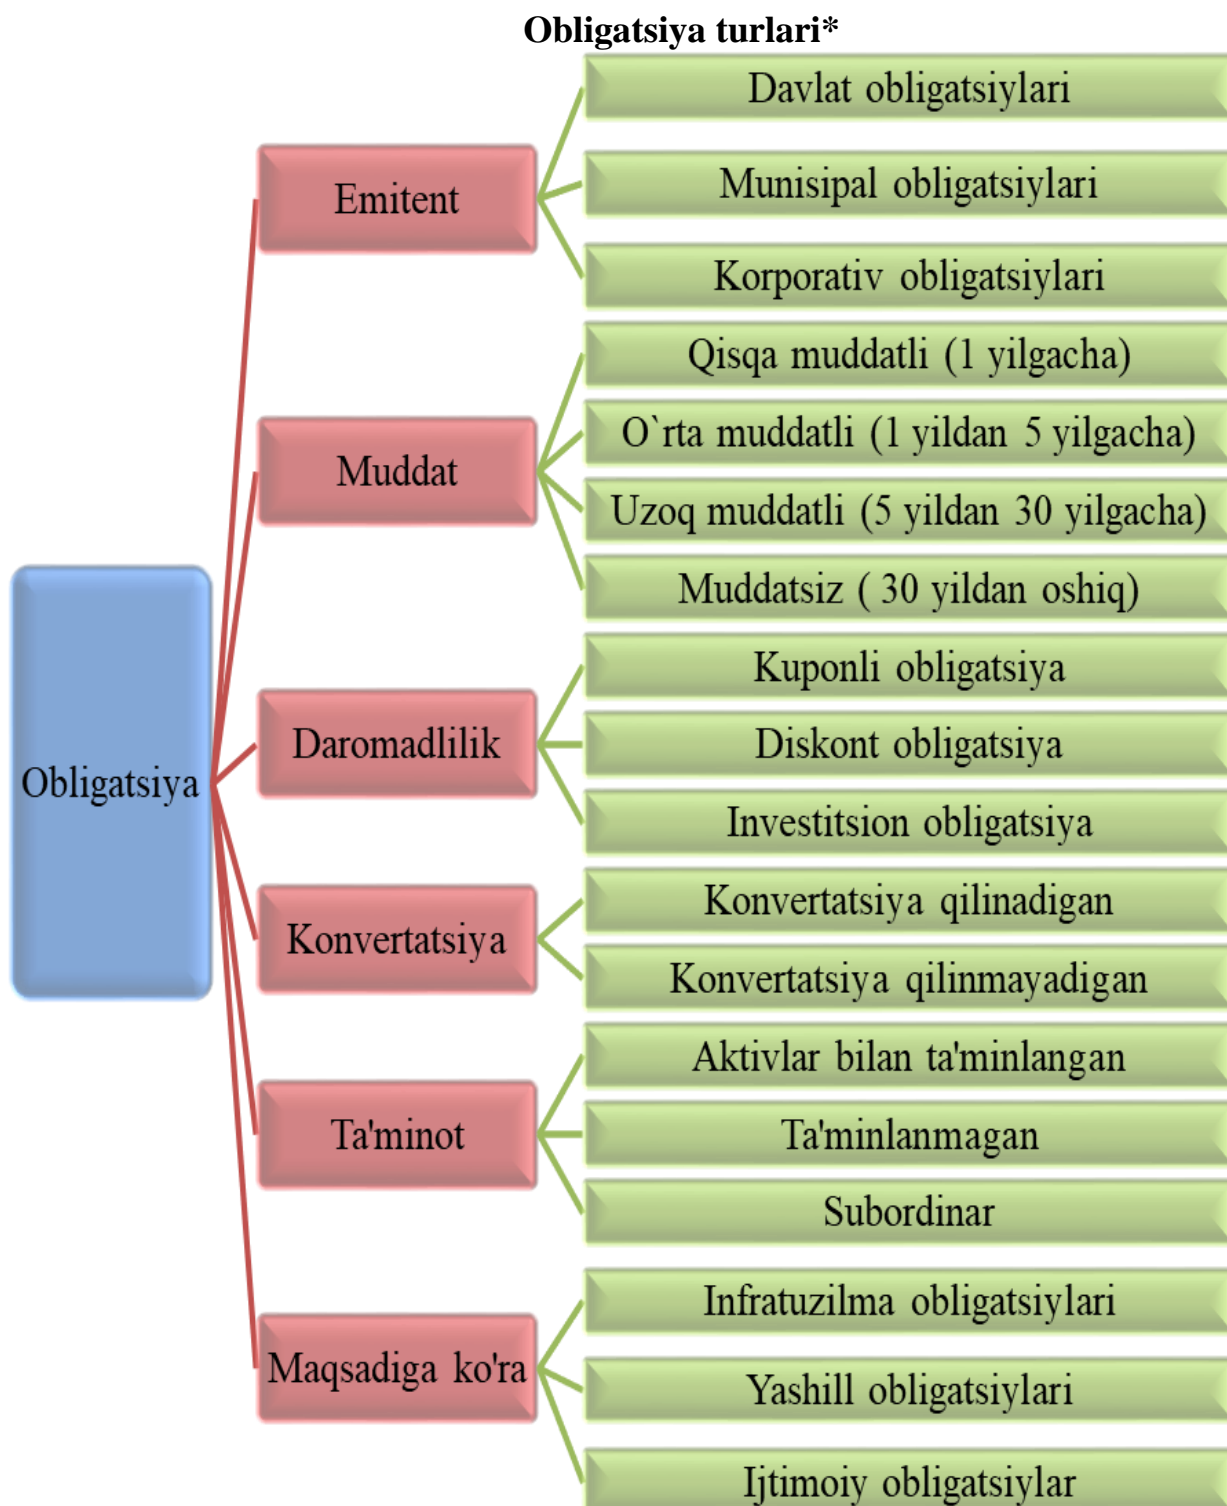 Obligatsiya turlari*
Obligatsiya
Emitent
Davlat obligatsiylari
Munisipal obligatsiylari
Korporativ obligatsiylari
Muddat
Qisqa muddatli (1 yilgacha)
O`rta muddatli (1 yildan 5 yilgacha)
Uzoq muddatli (5 yildan 30 yilgacha)
Muddatsiz ( 30 yildan oshiq)
Daromadlilik
Kuponli obligatsiya
Diskont obligatsiya
Investitsion obligatsiya
Konvertatsiya
Konvertatsiya qilinadigan
Konvertatsiya qilinmayadigan
Ta'minot
Aktivlar bilan ta'minlangan
Ta'minlanmagan
Subordinar
Maqsadiga ko'ra
Infratuzilma obligatsiylari
Yashill obligatsiylari
Ijtimoiy obligatsiylar